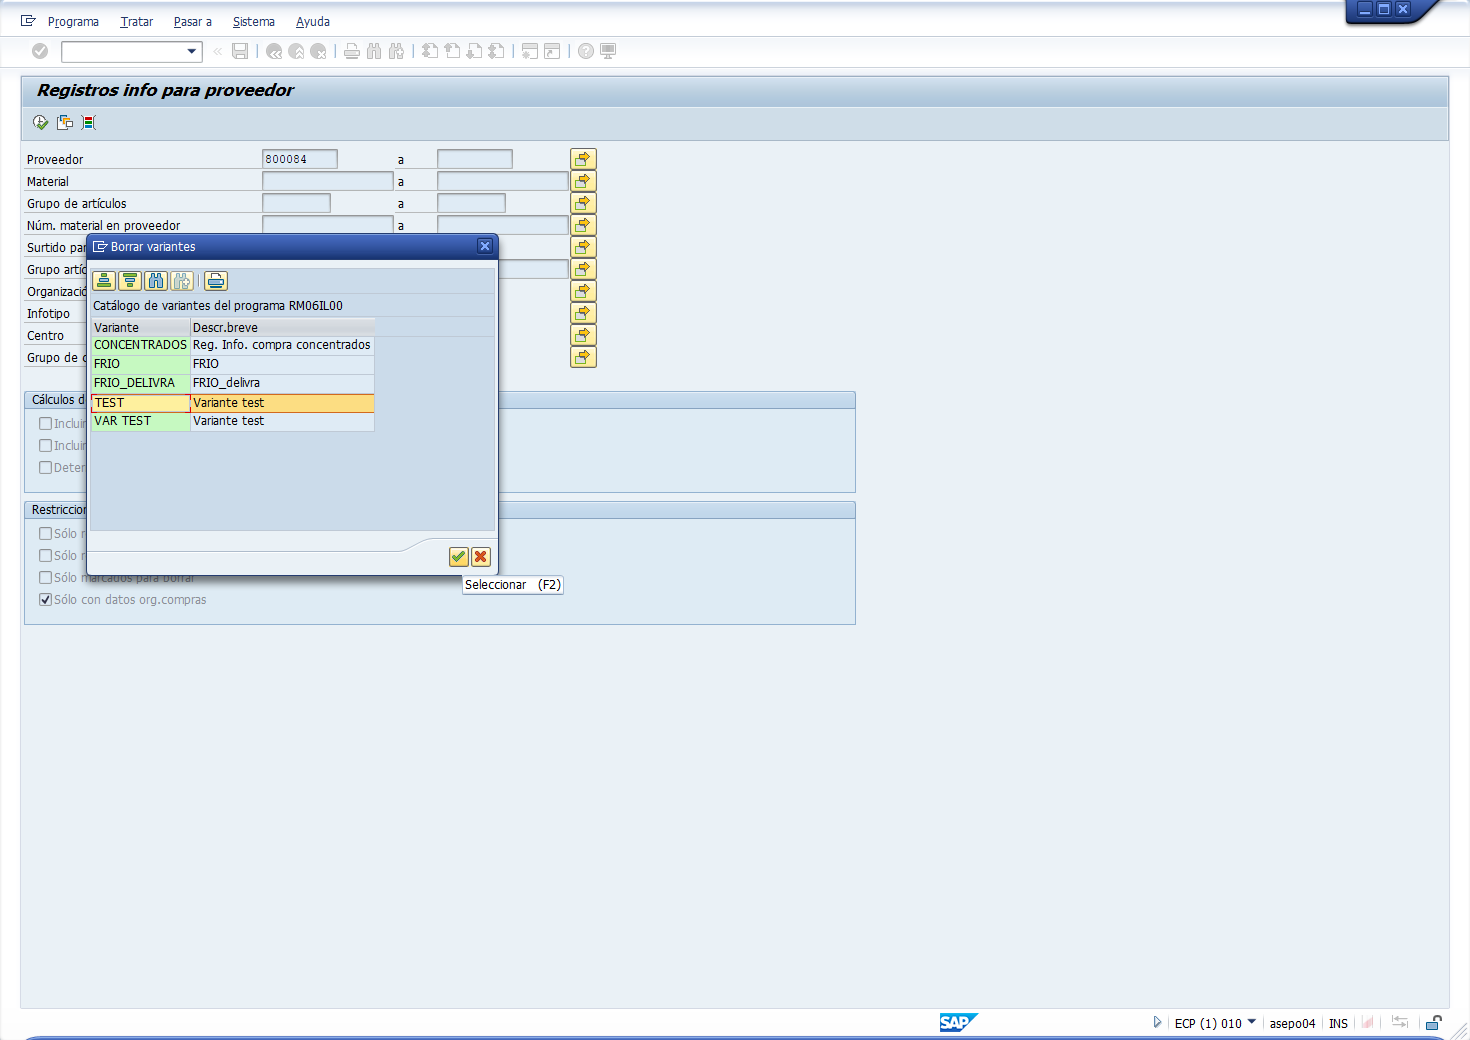 Programa Tratar Pasar a Sistema Ayuda
Registros info para proveedor
Proveedor 800084 a
Material a
Grupo de artículos a
Núm. material en proveedor a
Surtido par
Grupo artíc
Organizació
Infotipo
Centro
Grupo de c
Borrar variantes
Catálogo de variantes del programa RM06IL00
Variante Descr.breve
CONCENTRADOS Reg. Info. compra concentrados
FRIO FRIO
FRIO_DELIVRA FRIO_delivra
TEST Variante test
VAR TEST Variante test
Cálculos d
Incluir
Incluir
Deter
Restriccion
Sólo r
Sólo r
Sólo marcados para borrar
Seleccionar (F2)
Sólo con datos org.compras
SAP ECP (1) 010 asepo04 INS